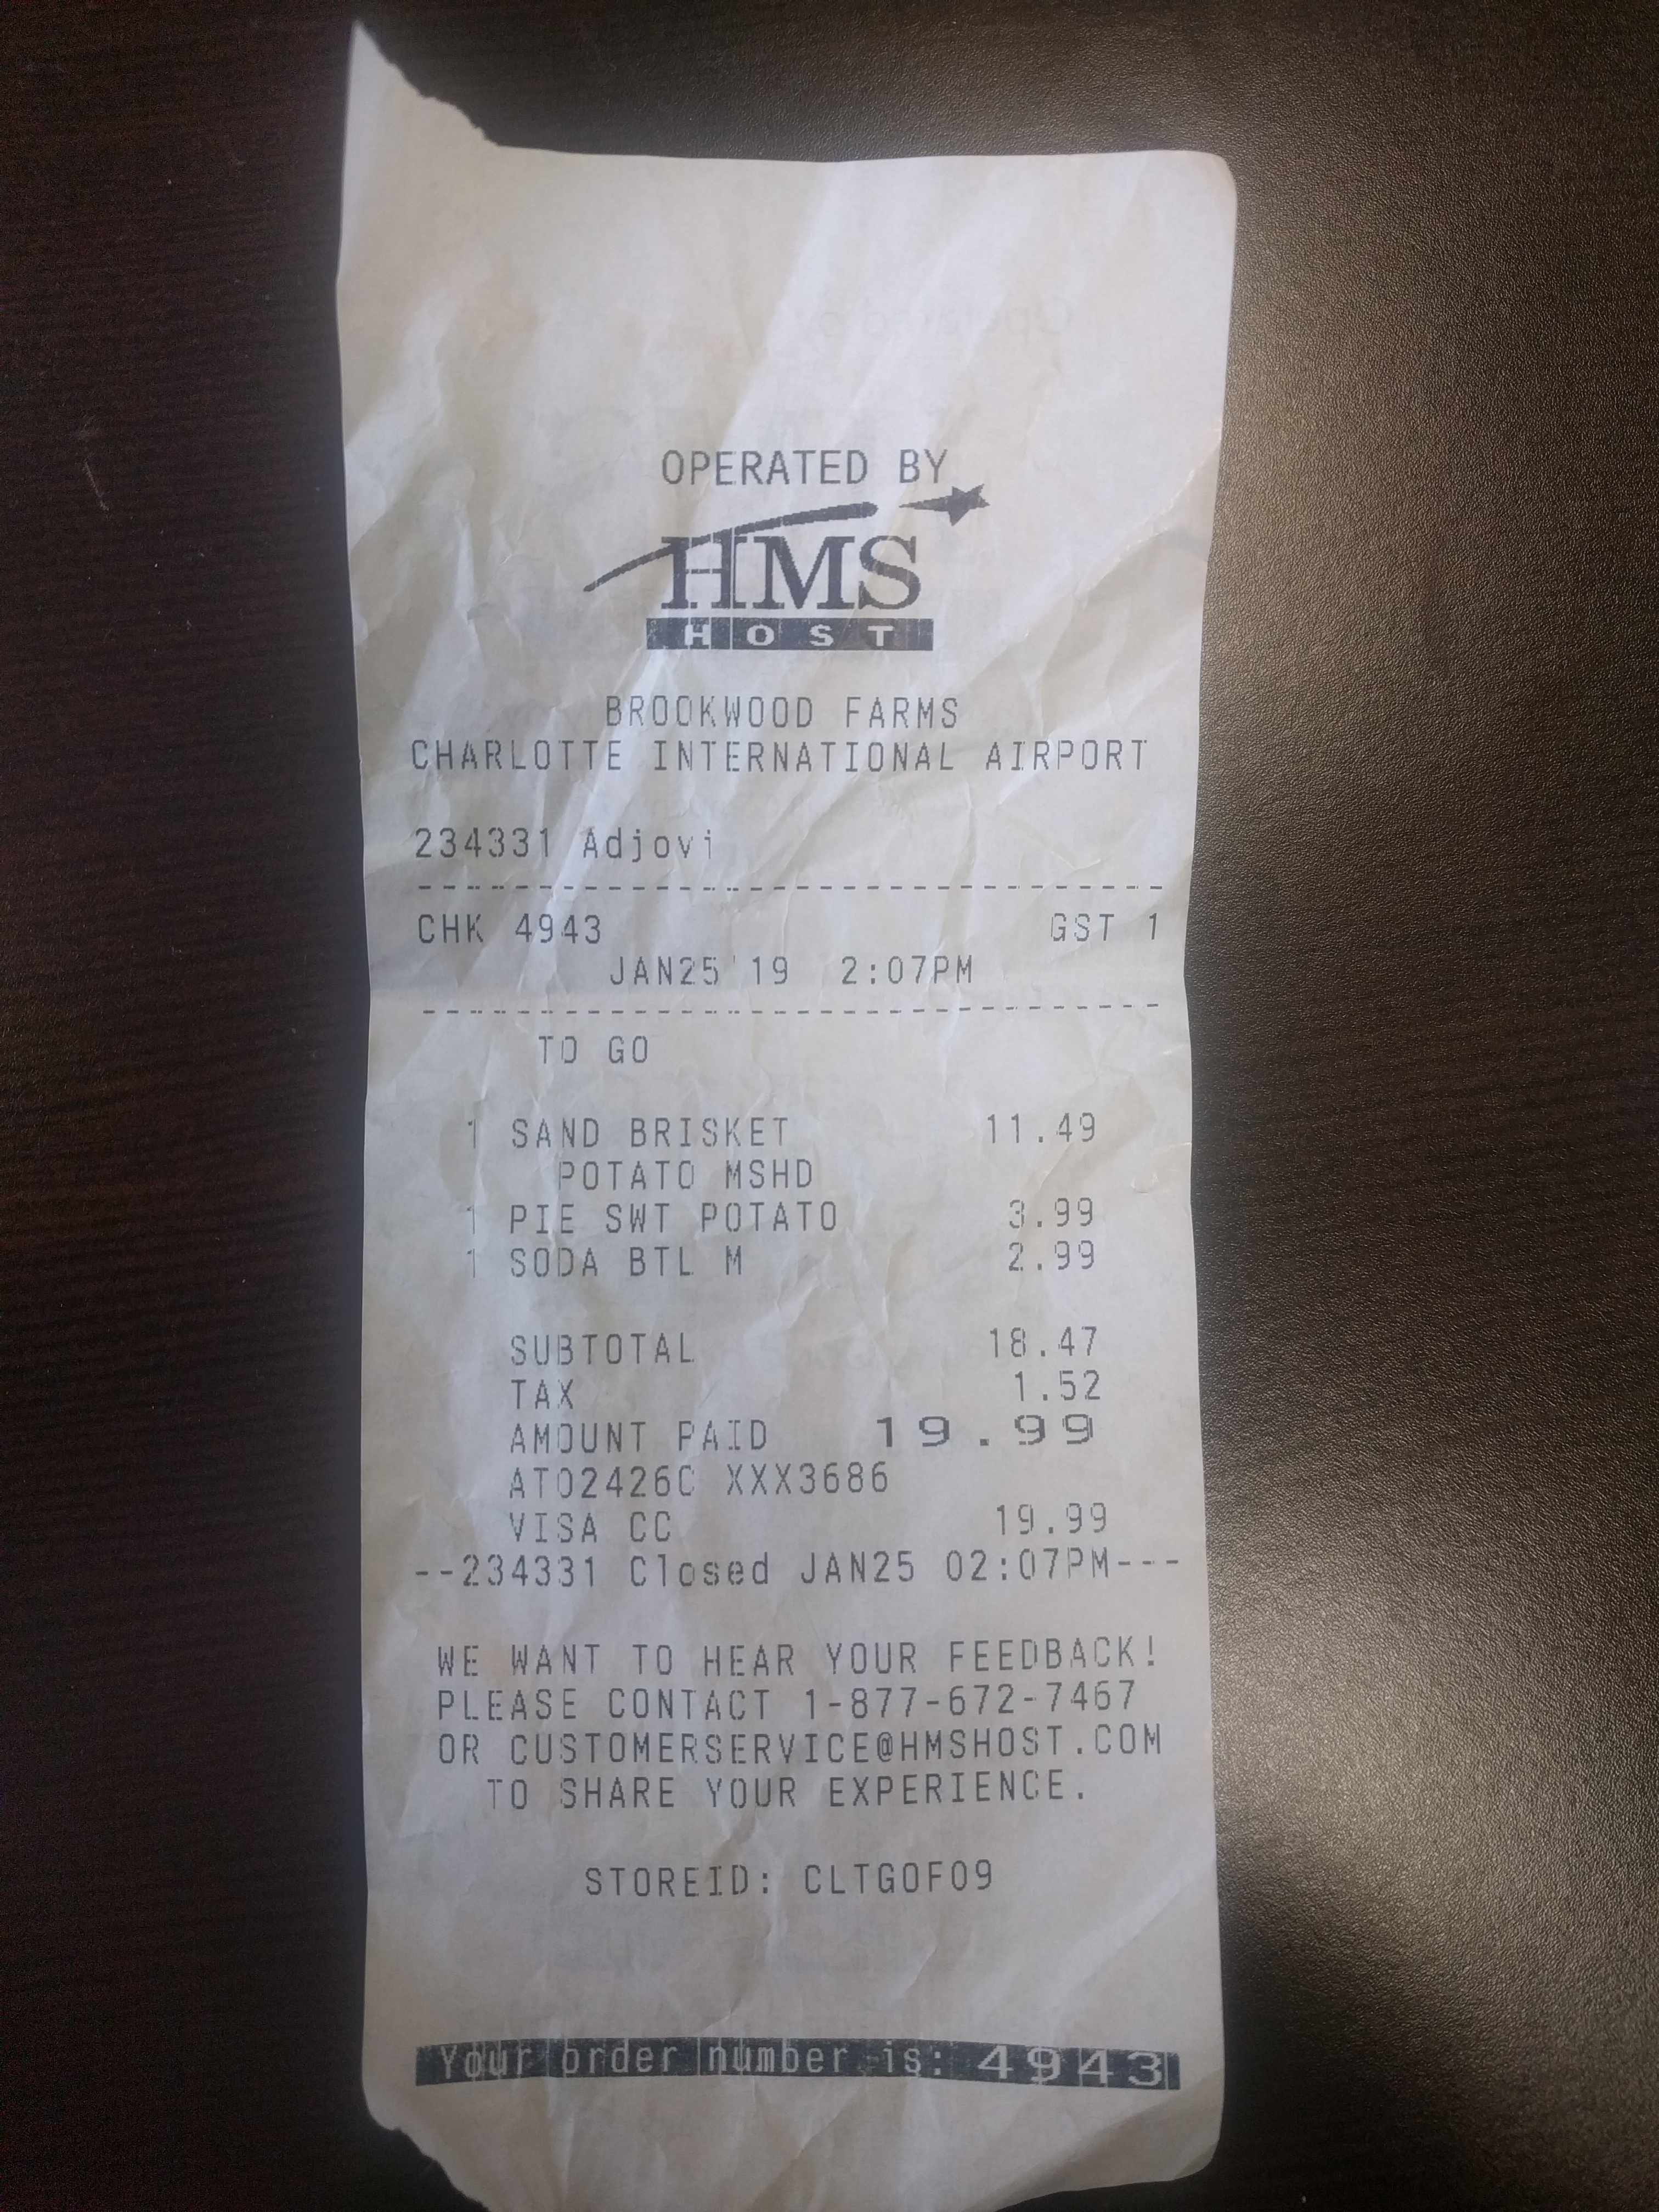 OPERATED BY
HMS
HOST
BROOKWOOD FARMS
CHARLOTTE INTERNATIONAL AIRPORT
234331 Adjovi
--------------------------------
CHK 4943 GST 1
JAN25'19 2:07PM
--------------------------------
TO GO
1 SAND BRISKET 11.49
POTATO MSHD
1 PIE SWT POTATO 3.99
1 SODA BTL M 2.99
SUBTOTAL 18.47
TAX 1.52
AMOUNT PAID 19.99
AT02426C XXX3686
VISA CC 19.99
--234331 Closed JAN25 02:07PM---
WE WANT TO HEAR YOUR FEEDBACK!
PLEASE CONTACT 1-877-672-7467
OR CUSTOMERSERVICE@HMSHOST.COM
TO SHARE YOUR EXPERIENCE.
STOREID: CLTGOF09
Your order number is: 4943